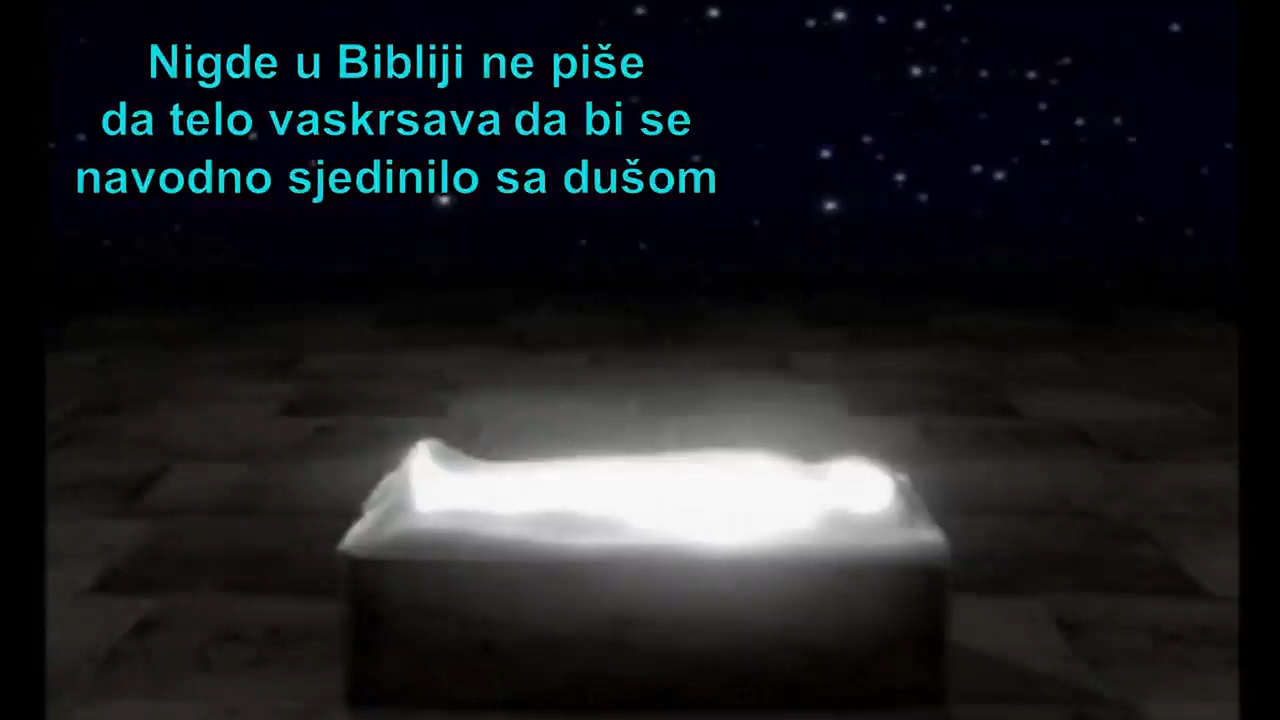 Nigde u Bibliji ne piše
da telo vaskrsava da bi se
navodno sjedinilo sa dušom